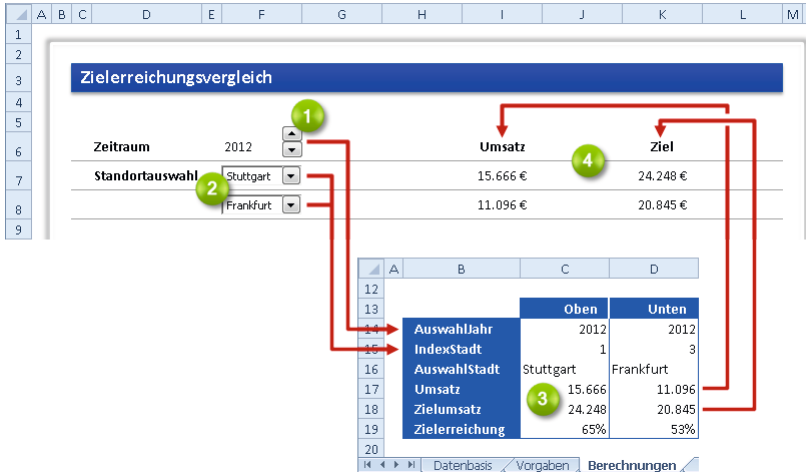 A B C D E F G H I J K L M
1
2
3 Zielerreichungsvergleich
4
5 1
6 Zeitraum 2012 Umsatz Ziel
4
7 Standortauswahl Stuttgart 15.666 € 24.248 €
2
8 Frankfurt 11.096 € 20.845 €
9
A B C D
12
13 Oben Unten
14 AuswahlJahr 2012 2012
15 IndexStadt 1 3
16 AuswahlStadt Stuttgart Frankfurt
17 Umsatz 15.666 11.096
3
18 Zielumsatz 24.248 20.845
19 Zielerreichung 65% 53%
20
Datenbasis Vorgaben Berechnungen